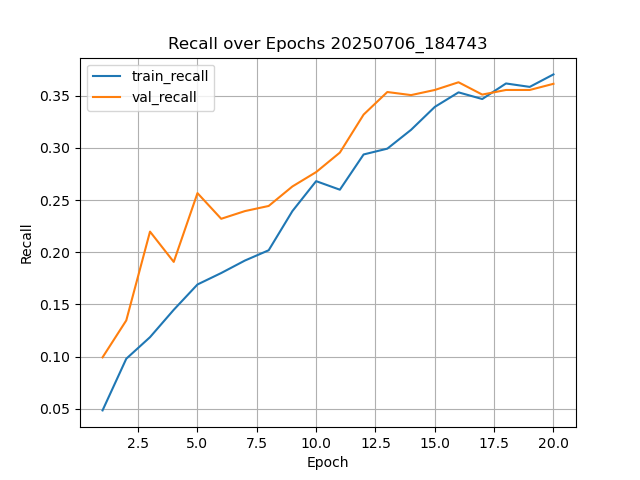 Recall over Epochs 20250706_184743
train_recall
val_recall
0.35
0.30
0.25
0.20
0.15
0.10
0.05
Recall
2.5 5.0 7.5 10.0 12.5 15.0 17.5 20.0
Epoch